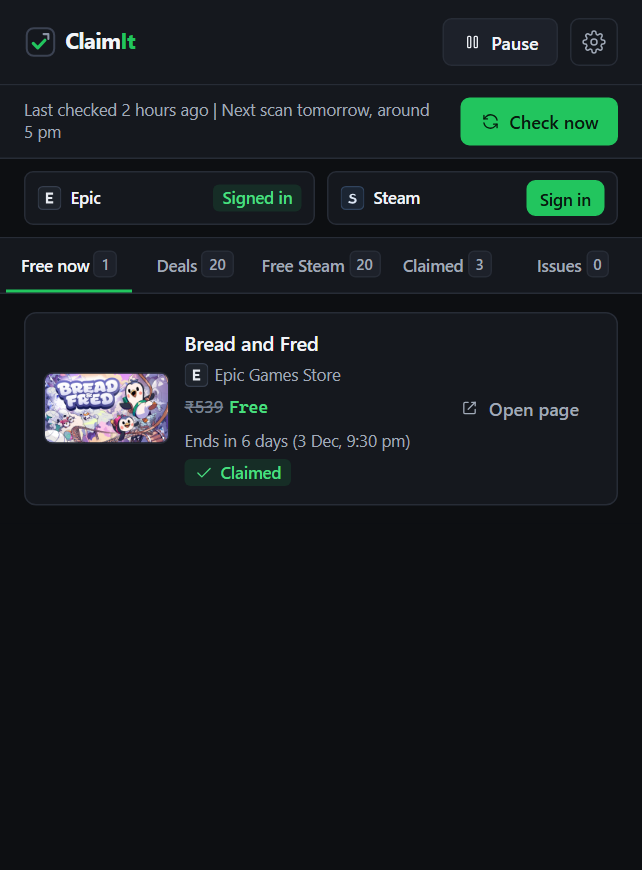 ClaimIt
Pause
Last checked 2 hours ago | Next scan tomorrow, around
5 pm
Check now
E Epic Signed in
S Steam Sign in
Free now 1 Deals 20 Free Steam 20 Claimed 3 Issues 0
BREAD
AND
FRED
Bread and Fred
E Epic Games Store
₹539 Free
Open page
Ends in 6 days (3 Dec, 9:30 pm)
Claimed